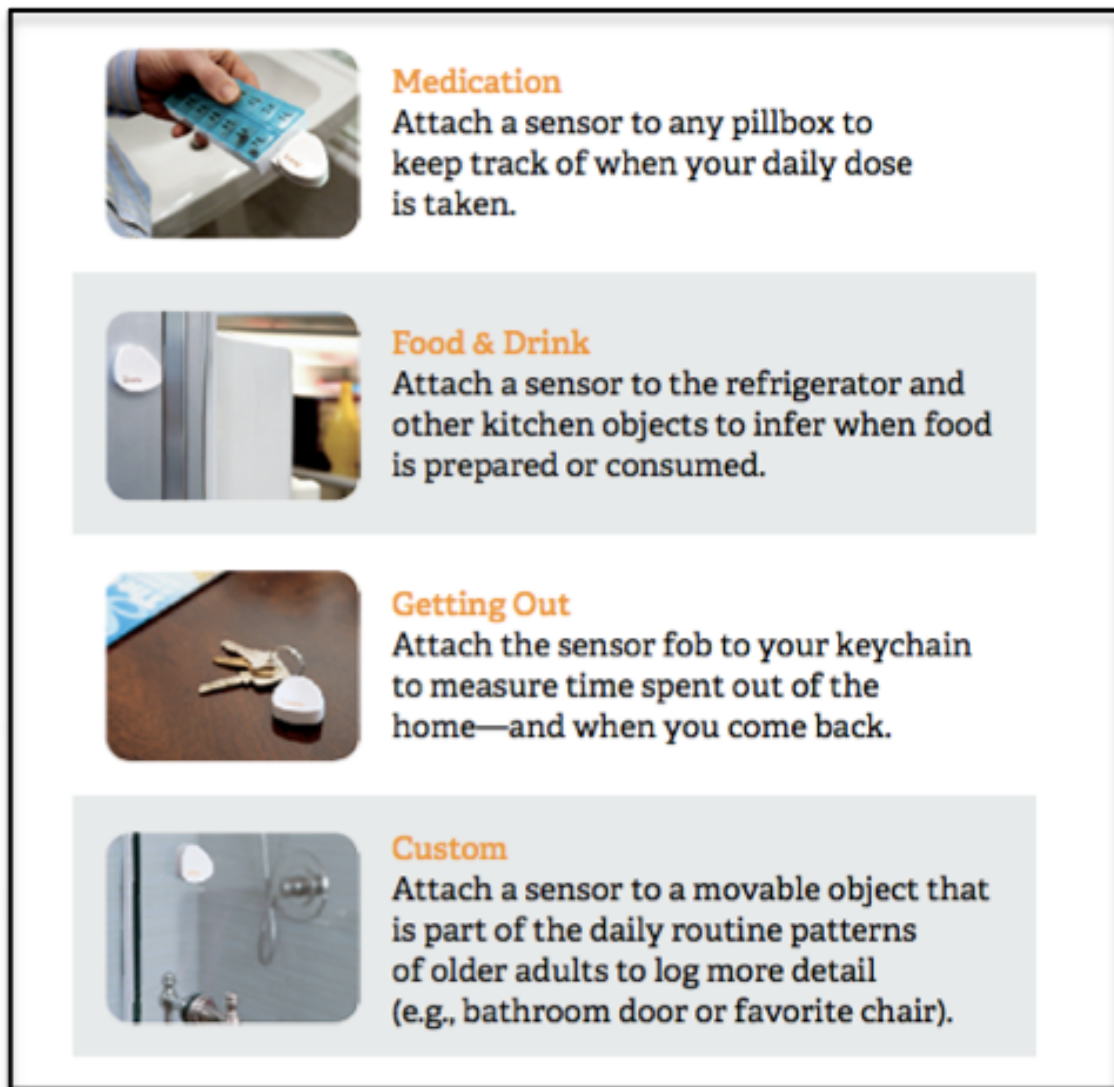 Medication
Attach a sensor to any pillbox to
keep track of when your daily dose
is taken.
Food & Drink
Attach a sensor to the refrigerator and
other kitchen objects to infer when food
is prepared or consumed.
Getting Out
Attach the sensor fob to your keychain
to measure time spent out of the
home—and when you come back.
Custom
Attach a sensor to a movable object that
is part of the daily routine patterns
of older adults to log more detail
(e.g., bathroom door or favorite chair).